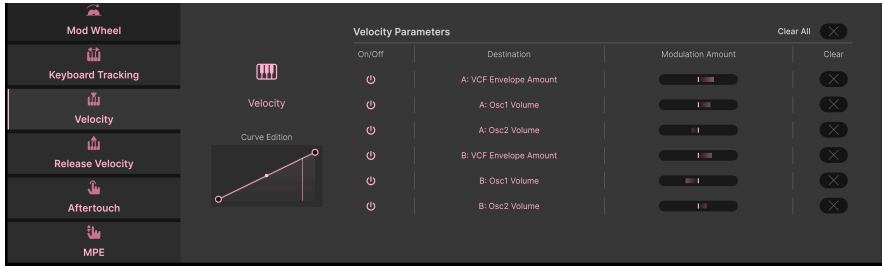 Mod Wheel
Keyboard Tracking
Velocity
Release Velocity
Aftertouch
MPE
Velocity
Curve Edition
Velocity Parameters
Clear All
On/Off Destination Modulation Amount Clear
A: VCF Envelope Amount
A: Osc1 Volume
A: Osc2 Volume
B: VCF Envelope Amount
B: Osc1 Volume
B: Osc2 Volume